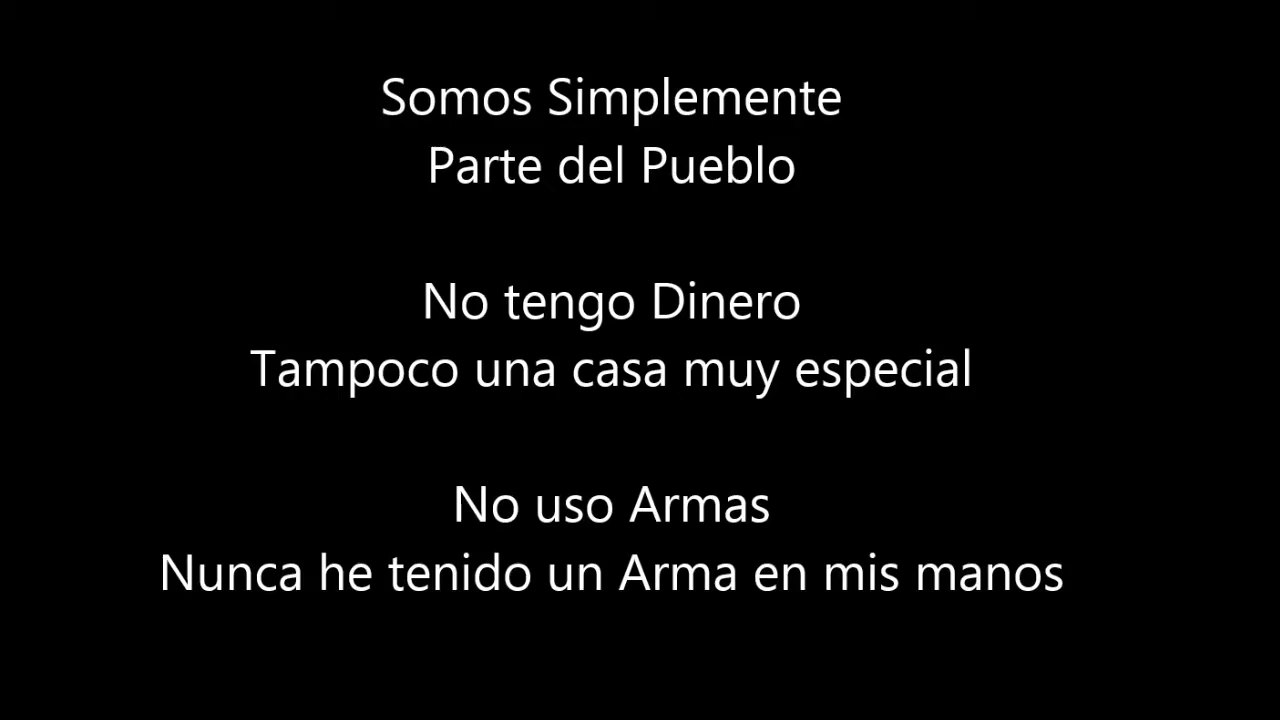 Somos Simplemente
Parte del Pueblo
No tengo Dinero
Tampoco una casa muy especial
No uso Armas
Nunca he tenido un Arma en mis manos